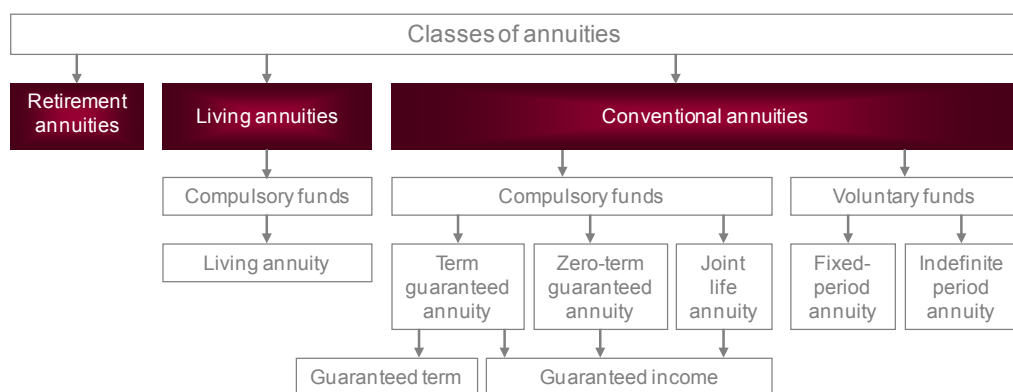 Classes of annuities
Retirement
annuities
Living annuities
Conventional annuities
Compulsory funds
Compulsory funds
Voluntary funds
Living annuity
Term
guaranteed
annuity
Zero-term
guaranteed
annuity
Joint
life
annuity
Fixed-
period
annuity
Indefinite
period
annuity
Guaranteed term
Guaranteed income